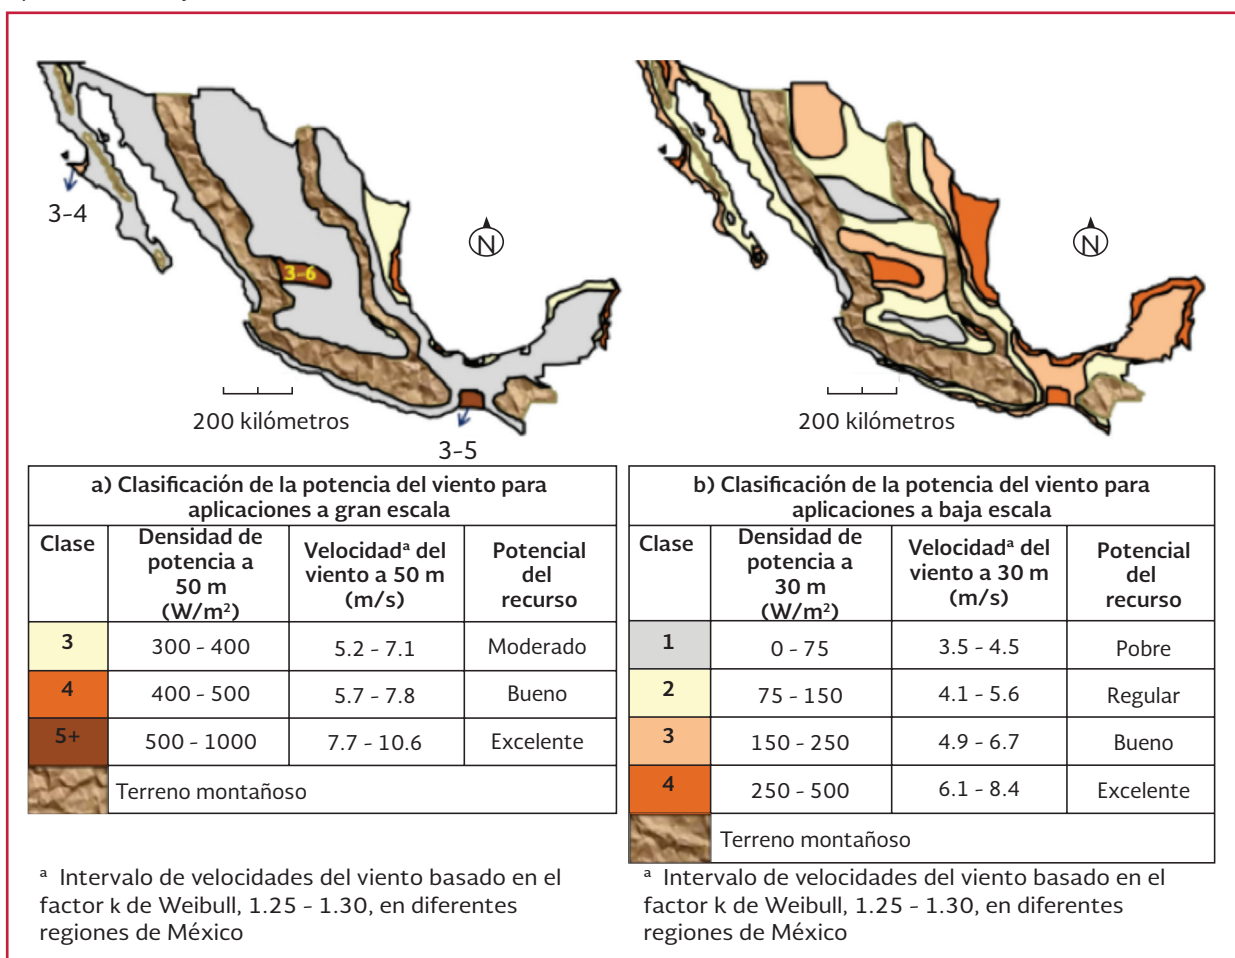 3-4
3-6
N
200 kilómetros
3-5
N
200 kilómetros
a) Clasificación de la potencia del viento para
aplicaciones a gran escala
Clase
Densidad de
potencia a
50 m
(W/m²)
Velocidadª del
viento a 50 m
(m/s)
Potencial
del
recurso
3
300 - 400
5.2 - 7.1
Moderado
4
400 - 500
5.7 - 7.8
Bueno
5+
500 - 1000
7.7 - 10.6
Excelente
Terreno montañoso
ª Intervalo de velocidades del viento basado en el
factor k de Weibull, 1.25 - 1.30, en diferentes
regiones de México
b) Clasificación de la potencia del viento para
aplicaciones a baja escala
Clase
Densidad de
potencia a
30 m
(W/m²)
Velocidadª del
viento a 30 m
(m/s)
Potencial
del
recurso
1
0 - 75
3.5 - 4.5
Pobre
2
75 - 150
4.1 - 5.6
Regular
3
150 - 250
4.9 - 6.7
Bueno
4
250 - 500
6.1 - 8.4
Excelente
Terreno montañoso
ª Intervalo de velocidades del viento basado en el
factor k de Weibull, 1.25 - 1.30, en diferentes
regiones de México